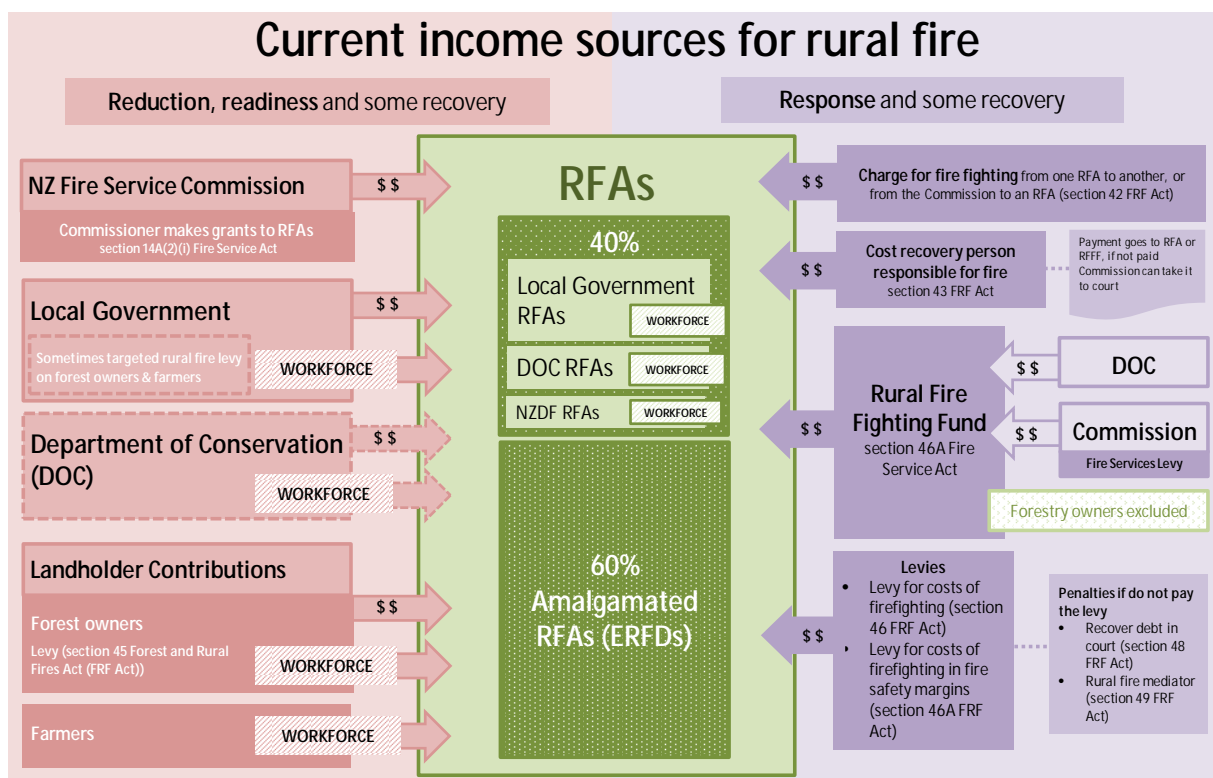 Current income sources for rural fire
Reduction, readiness and some recovery
Response and some recovery
NZ Fire Service Commission
$ $
Commissioner makes grants to RFAs
section 14A(2)(i) Fire Service Act
Local Government
$ $
Sometimes targeted rural fire levy
on forest owners & farmers
WORKFORCE
Department of Conservation
(DOC)
$ $
WORKFORCE
Landholder Contributions
$ $
Forest owners
Levy (section 45 Forest and Rural
Fires Act (FRF Act))
WORKFORCE
Farmers
WORKFORCE
RFAs
40%
Local Government
RFAs
WORKFORCE
DOC RFAs
WORKFORCE
NZDF RFAs
WORKFORCE
60%
Amalgamated
RFAs (ERFDs)
$ $
Charge for fire fighting from one RFA to another, or
from the Commission to an RFA (section 42 FRF Act)
$ $
Cost recovery person
responsible for fire
section 43 FRF Act
Payment goes to RFA or
RFFF, if not paid
Commission can take it
to court
$ $
Rural Fire
Fighting Fund
section 46A Fire
Service Act
$ $
DOC
$ $
Commission
Fire Services Levy
Forestry owners excluded
$ $
Levies
• Levy for costs of
firefighting (section
46 FRF Act)
• Levy for costs of
firefighting in fire
safety margins
(section 46A FRF
Act)
Penalties if do not pay
the levy
• Recover debt in
court (section 48
FRF Act)
• Rural fire mediator
(section 49 FRF
Act)